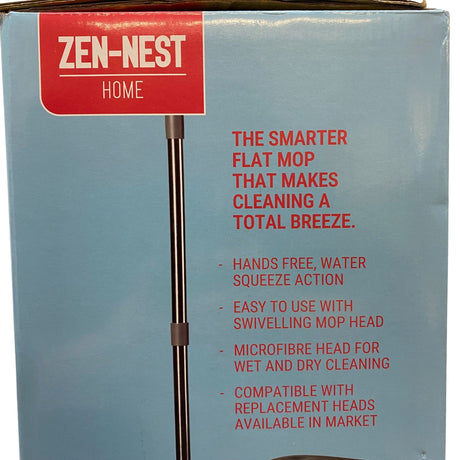 ZEN-NEST
HOME
THE SMARTER
FLAT MOP
THAT MAKES
CLEANING A
TOTAL BREEZE.
- HANDS FREE, WATER
SQUEEZE ACTION
- EASY TO USE WITH
SWIVELLING MOP HEAD
- MICROFIBRE HEAD FOR
WET AND DRY CLEANING
- COMPATIBLE WITH
REPLACEMENT HEADS
AVAILABLE IN MARKET